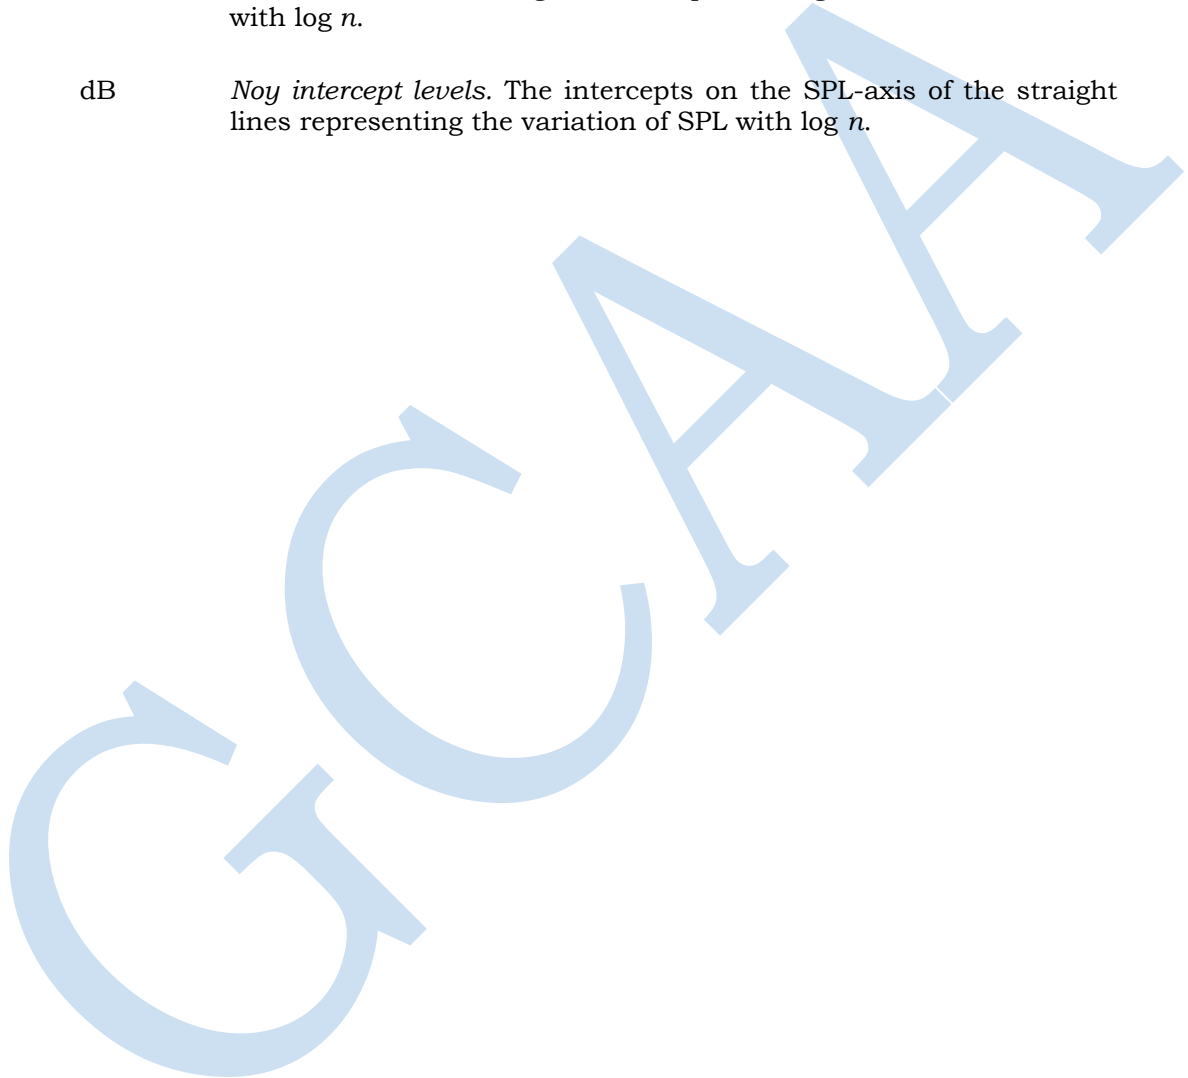 with log n.
dB Noy intercept levels. The intercepts on the SPL-axis of the straight
lines representing the variation of SPL with log n.
GCAA